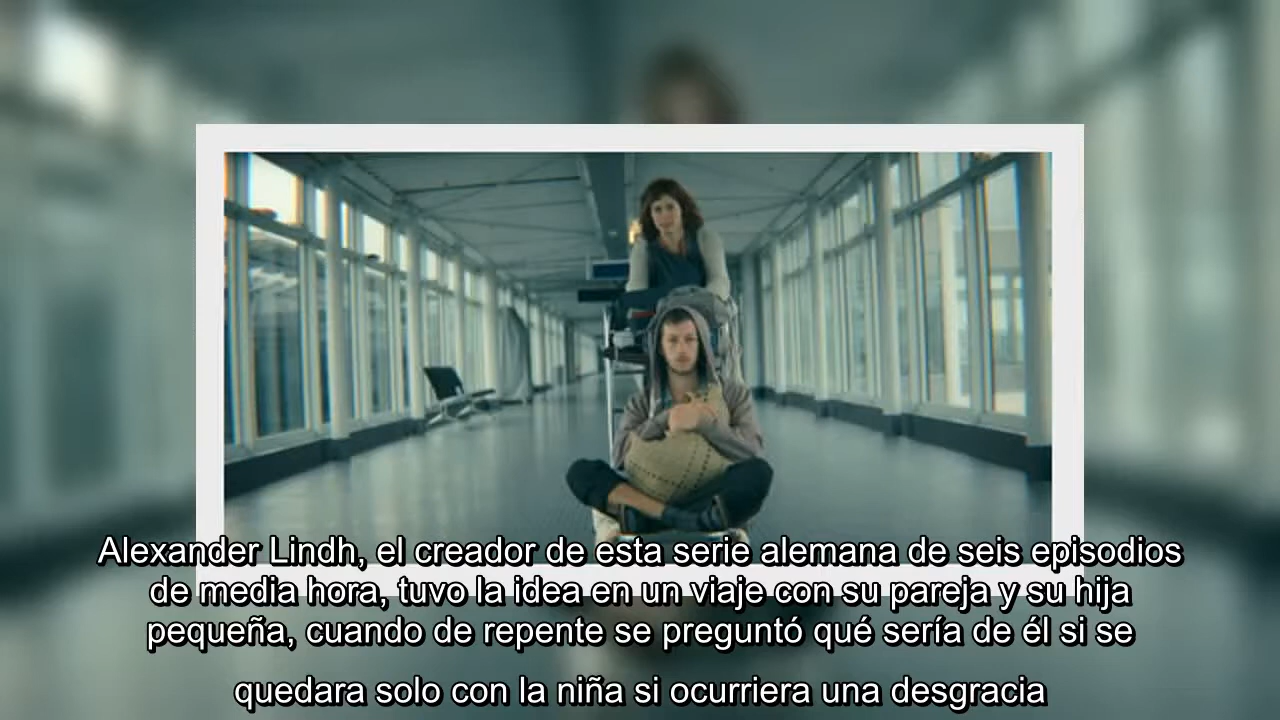 Alexander Lindh, el creador de esta serie alemana de seis episodios
de media hora, tuvo la idea en un viaje con su pareja y su hija
pequeña, cuando de repente se preguntó qué sería de él si se
quedara solo con la niña si ocurriera una desgracia